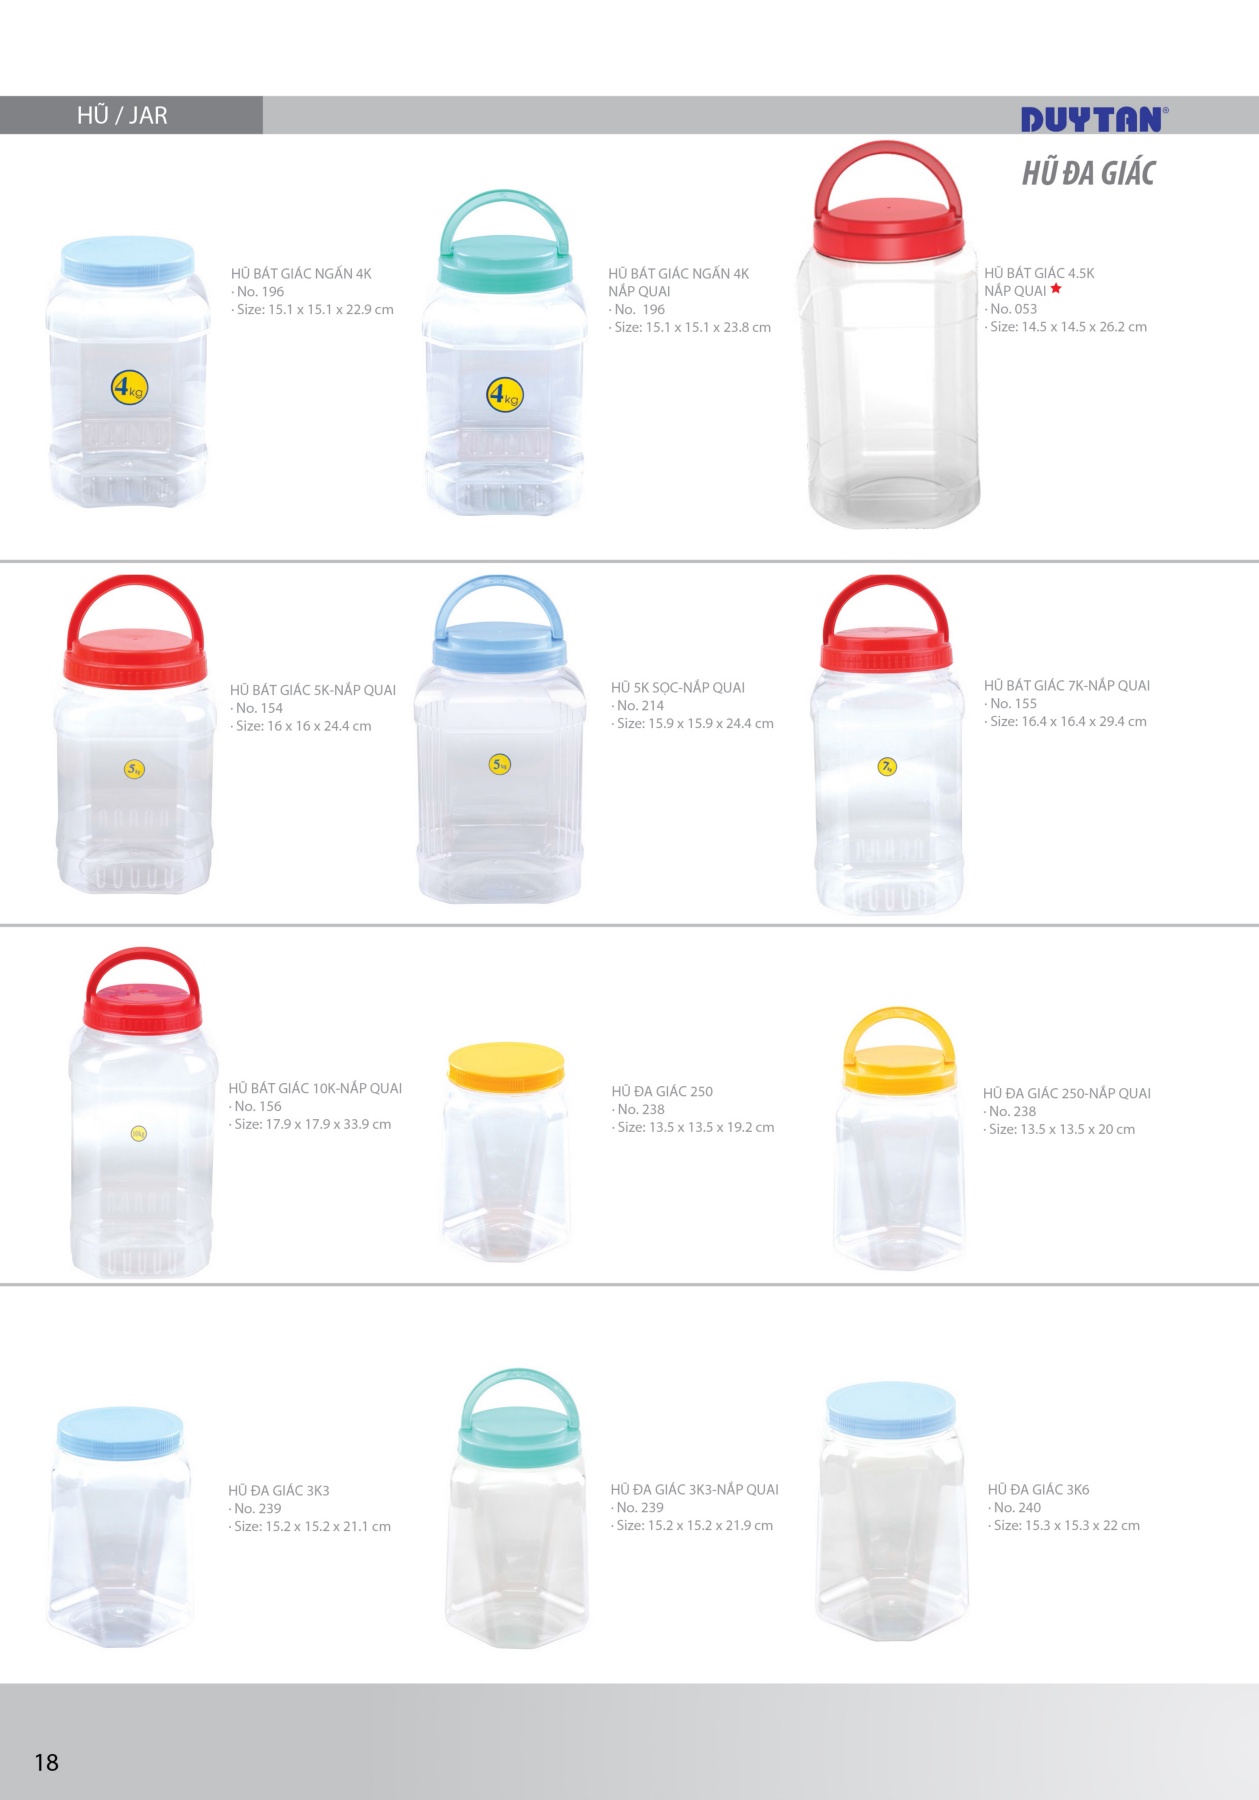 HŨ / JAR
DUYTAN®
HŨ ĐA GIÁC
HŨ BÁT GIÁC NGẤN 4K
· No. 196
· Size: 15.1 x 15.1 x 22.9 cm
4kg
HŨ BÁT GIÁC NGẤN 4K
NẮP QUAI
· No. 196
· Size: 15.1 x 15.1 x 23.8 cm
4kg
HŨ BÁT GIÁC 4.5K
NẮP QUAI
· No. 053
· Size: 14.5 x 14.5 x 26.2 cm
HŨ BÁT GIÁC 5K-NẮP QUAI
· No. 154
· Size: 16 x 16 x 24.4 cm
5kg
HŨ 5K SỌC-NẮP QUAI
· No. 214
· Size: 15.9 x 15.9 x 24.4 cm
5kg
HŨ BÁT GIÁC 7K-NẮP QUAI
· No. 155
· Size: 16.4 x 16.4 x 29.4 cm
7kg
HŨ BÁT GIÁC 10K-NẮP QUAI
· No. 156
· Size: 17.9 x 17.9 x 33.9 cm
10kg
HŨ ĐA GIÁC 250
· No. 238
· Size: 13.5 x 13.5 x 19.2 cm
HŨ ĐA GIÁC 250-NẮP QUAI
· No. 238
· Size: 13.5 x 13.5 x 20 cm
HŨ ĐA GIÁC 3K3
· No. 239
· Size: 15.2 x 15.2 x 21.1 cm
HŨ ĐA GIÁC 3K3-NẮP QUAI
· No. 239
· Size: 15.2 x 15.2 x 21.9 cm
HŨ ĐA GIÁC 3K6
· No. 240
· Size: 15.3 x 15.3 x 22 cm
18